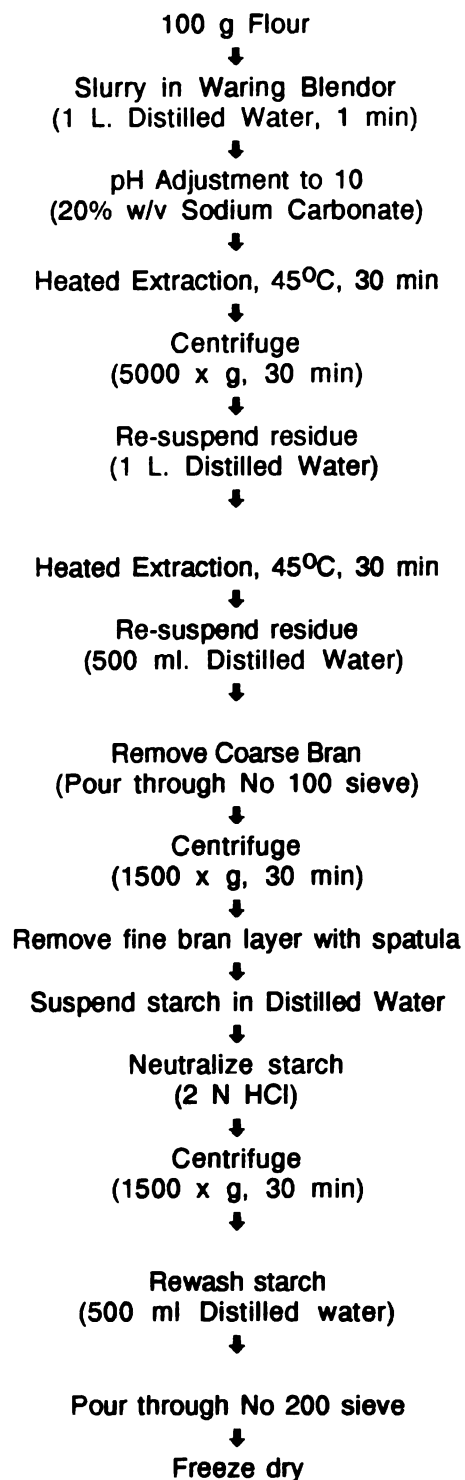 100 g Flour
Slurry in Waring Blendor
(1 L. Distilled Water, 1 min)
pH Adjustment to 10
(20% w/v Sodium Carbonate)
Heated Extraction, 45ºC, 30 min
Centrifuge
(5000 x g, 30 min)
Re-suspend residue
(1 L. Distilled Water)
Heated Extraction, 45ºC, 30 min
Re-suspend residue
(500 ml. Distilled Water)
Remove Coarse Bran
(Pour through No 100 sieve)
Centrifuge
(1500 x g, 30 min)
Remove fine bran layer with spatula
Suspend starch in Distilled Water
Neutralize starch
(2 N HCl)
Centrifuge
(1500 x g, 30 min)
Rewash starch
(500 ml Distilled water)
Pour through No 200 sieve
Freeze dry